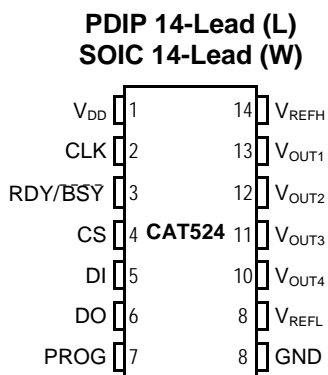 PDIP 14-Lead (L)
SOIC 14-Lead (W)
VDD 1 14 VREFH
CLK 2 13 VOUT1
RDY/BSY 3 12 VOUT2
CS 4 CAT524 11 VOUT3
DI 5 10 VOUT4
DO 6 8 VREFL
PROG 7 8 GND